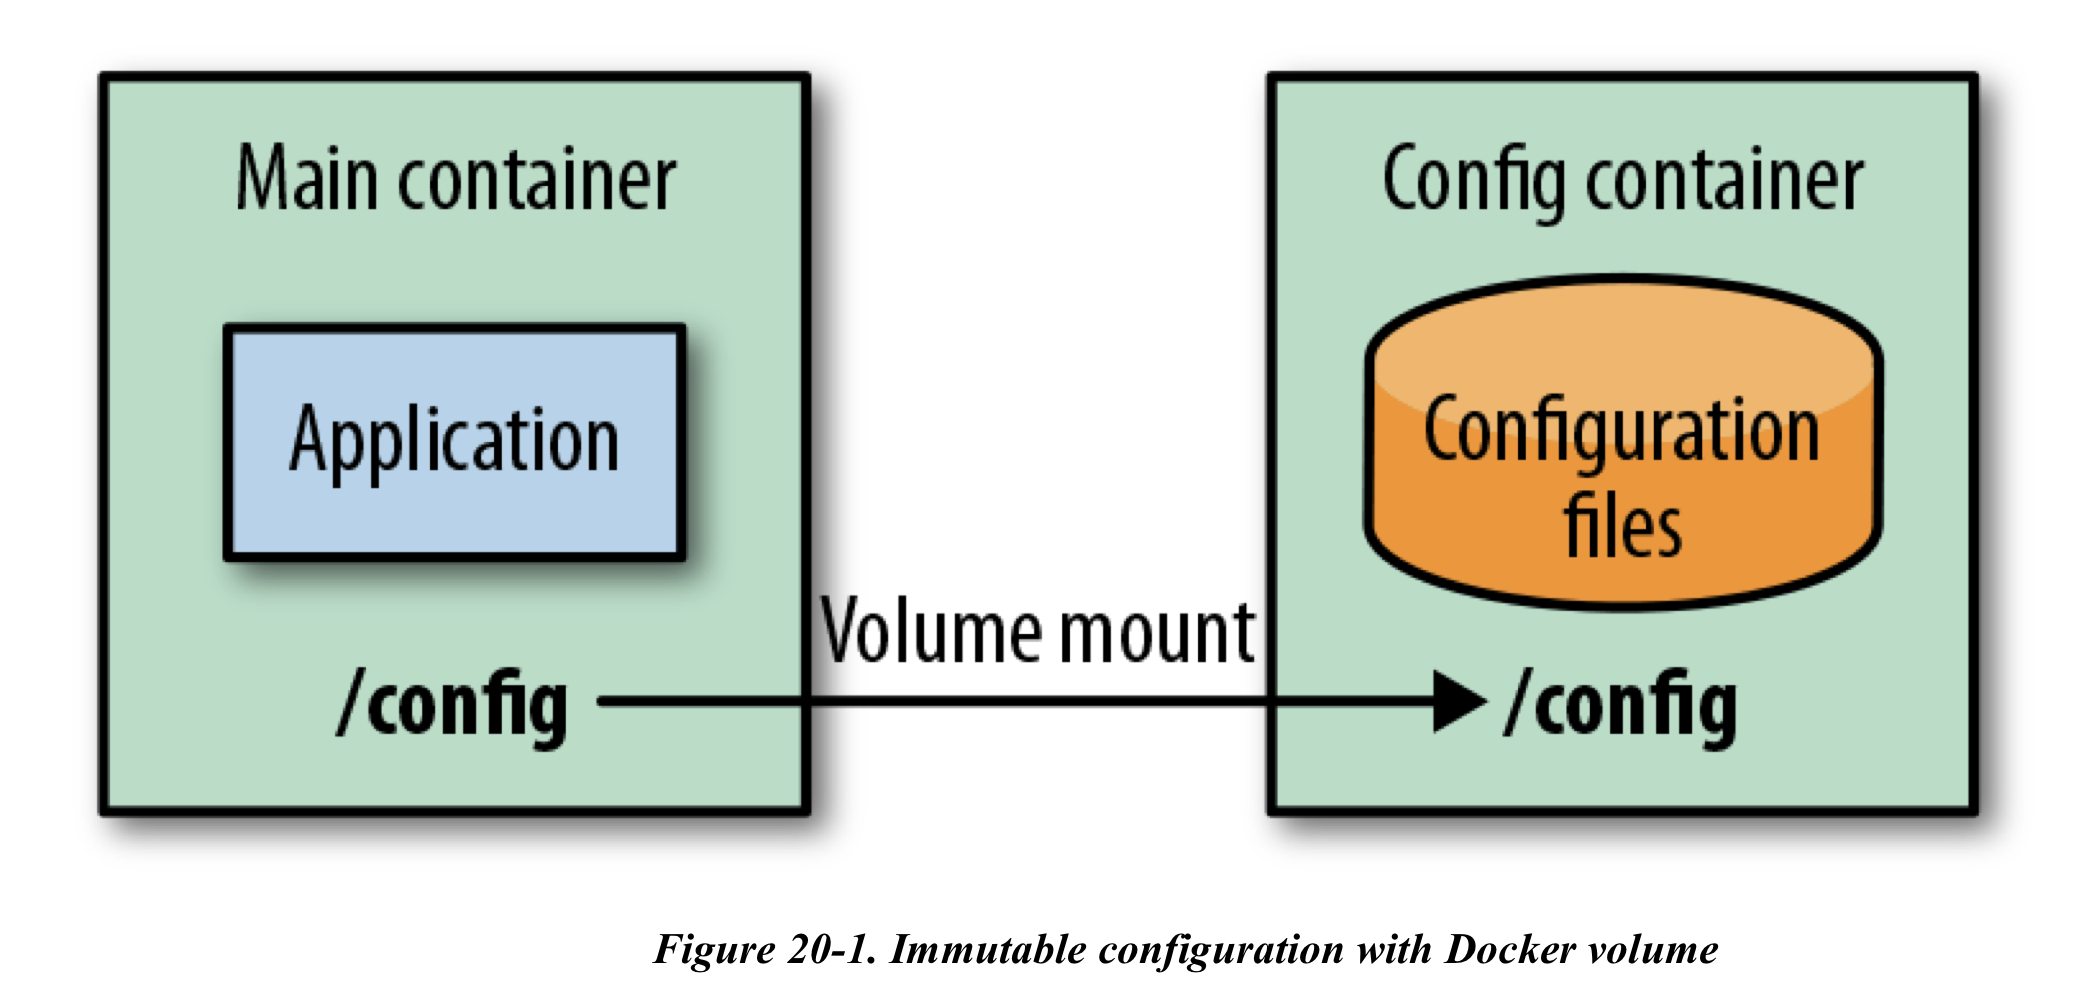 Main container
Config container
Application
Configuration
files
Volume mount
/config
/config
Figure 20-1. Immutable configuration with Docker volume